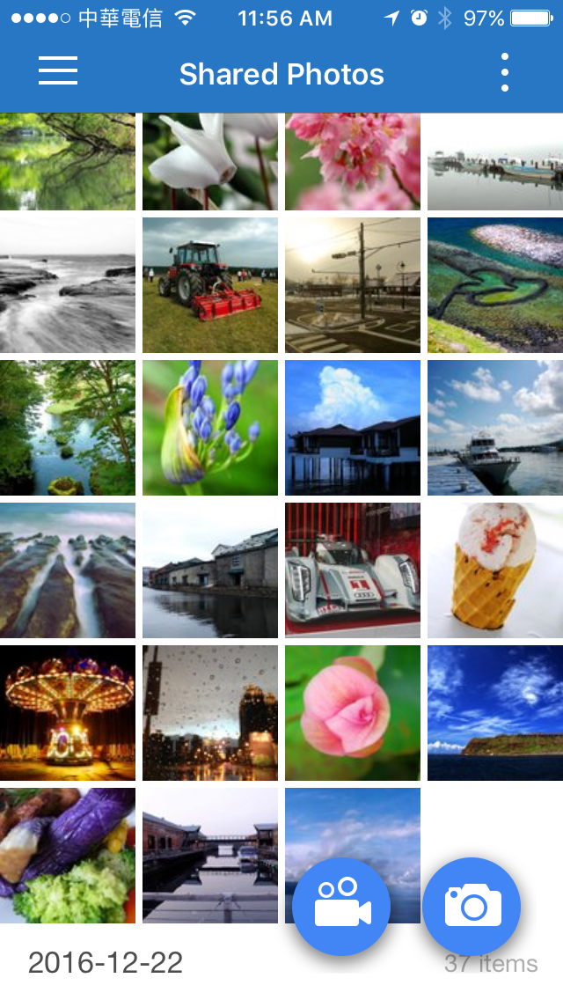 中華電信 11:56 AM 97%
Shared Photos
2016-12-22 37 items